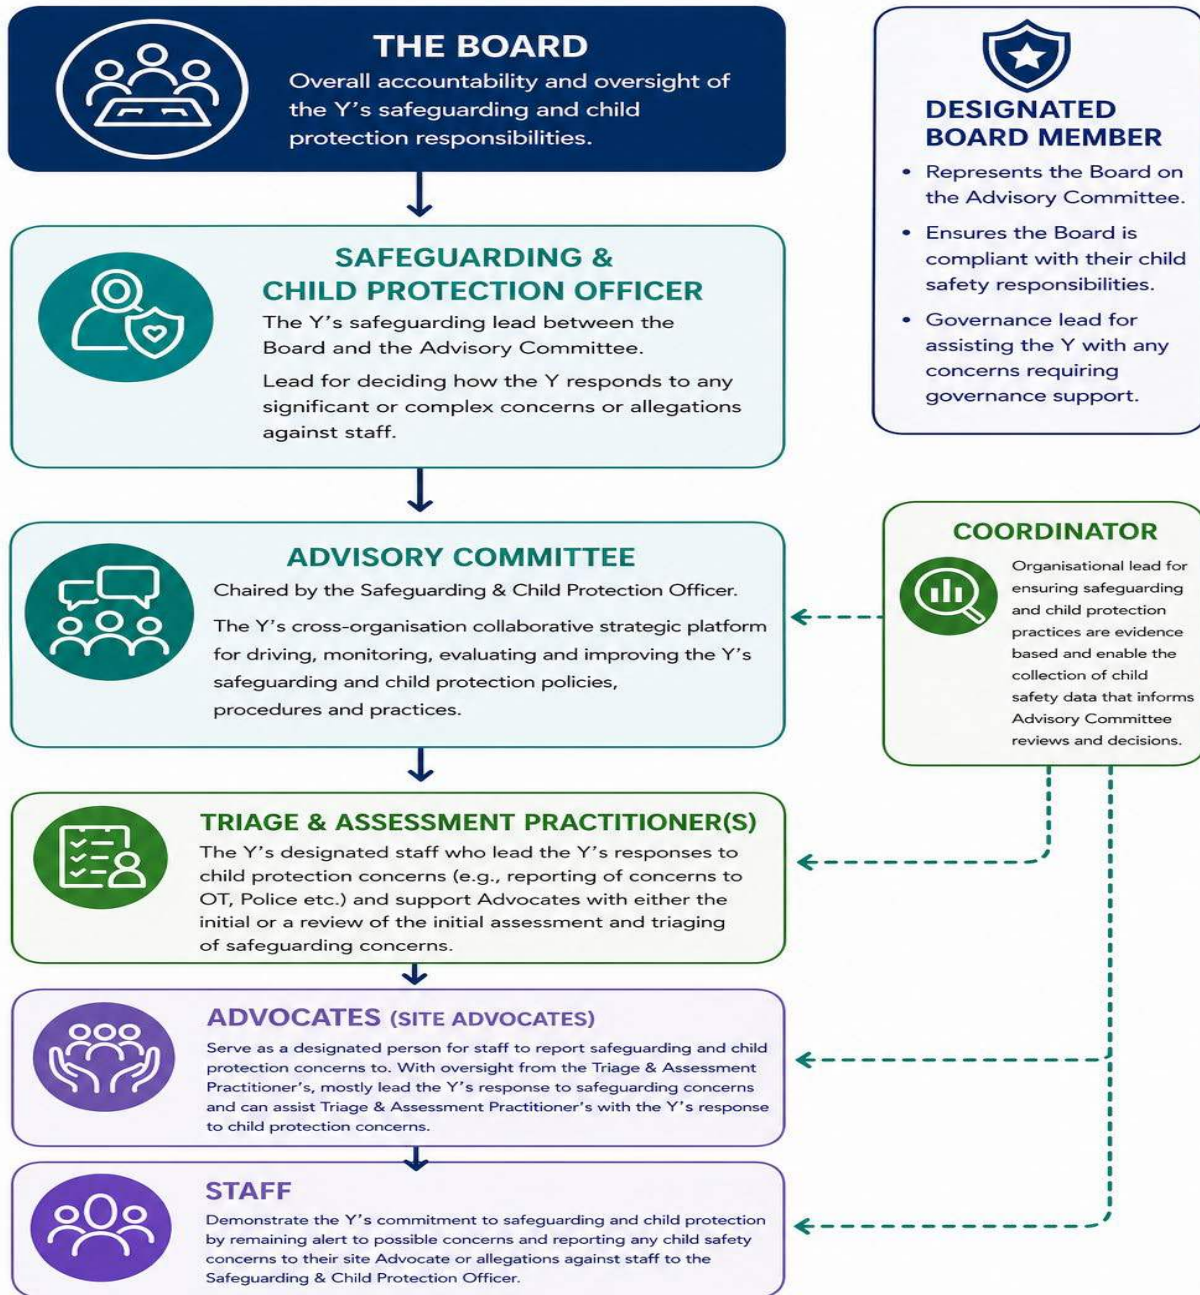 THE BOARD
Overall accountability and oversight of
the Y's safeguarding and child
protection responsibilities.
DESIGNATED
BOARD MEMBER
• Represents the Board on
the Advisory Committee.
• Ensures the Board is
compliant with their child
safety responsibilities.
• Governance lead for
assisting the Y with any
concerns requiring
governance support.
SAFEGUARDING &
CHILD PROTECTION OFFICER
The Y's safeguarding lead between the
Board and the Advisory Committee.
Lead for deciding how the Y responds to any
significant or complex concerns or allegations
against staff.
ADVISORY COMMITTEE
Chaired by the Safeguarding & Child Protection Officer.
The Y's cross-organisation collaborative strategic platform
for driving, monitoring, evaluating and improving the Y's
safeguarding and child protection policies,
procedures and practices.
COORDINATOR
Organisational lead for
ensuring safeguarding
and child protection
practices are evidence
based and enable the
collection of child
safety data that informs
Advisory Committee
reviews and decisions.
TRIAGE & ASSESSMENT PRACTITIONER(S)
The Y's designated staff who lead the Y's responses to
child protection concerns (e.g., reporting of concerns to
OT, Police etc.) and support Advocates with either the
initial or a review of the initial assessment and triaging
of safeguarding concerns.
ADVOCATES (SITE ADVOCATES)
Serve as a designated person for staff to report safeguarding and child
protection concerns to. With oversight from the Triage & Assessment
Practitioner's, mostly lead the Y's response to safeguarding concerns
and can assist Triage & Assessment Practitioner's with the Y's response
to child protection concerns.
STAFF
Demonstrate the Y's commitment to safeguarding and child protection
by remaining alert to possible concerns and reporting any child safety
concerns to their site Advocate or allegations against staff to the
Safeguarding & Child Protection Officer.